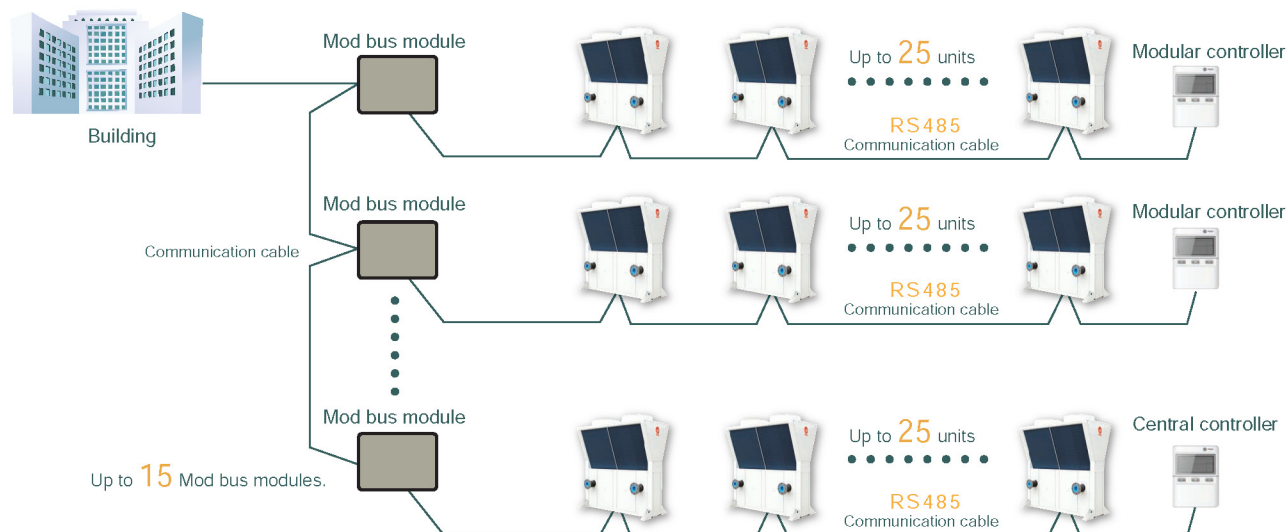 Mod bus module
Up to 25 units
Modular controller
RS485
Communication cable
Building
Mod bus module
Up to 25 units
Modular controller
Communication cable
RS485
Communication cable
Mod bus module
Up to 25 units
Central controller
Up to 15 Mod bus modules.
RS485
Communication cable